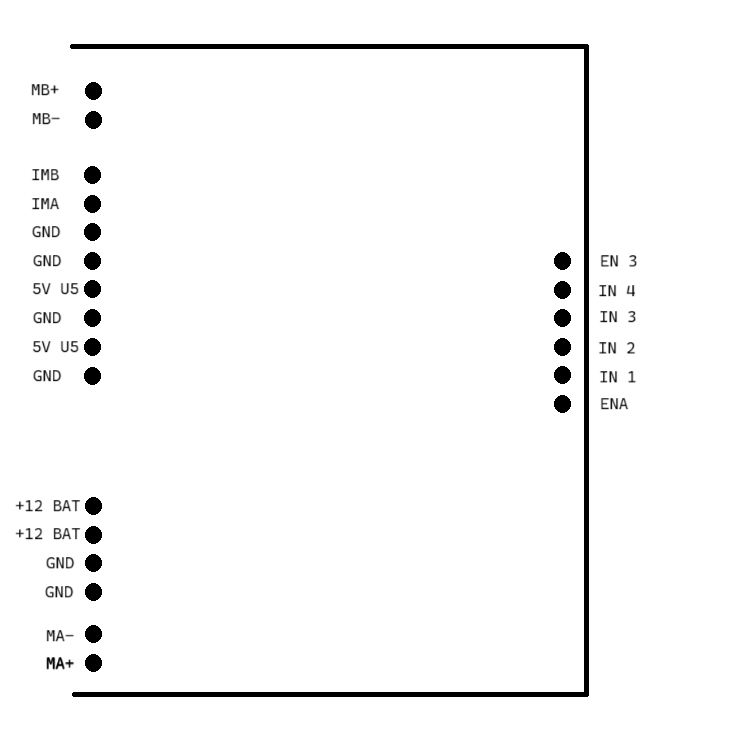 MB+
MB-
IMB
IMA
GND
GND
5V U5
GND
5V U5
GND
+12 BAT
+12 BAT
GND
GND
MA-
MA+
EN 3
IN 4
IN 3
IN 2
IN 1
ENA